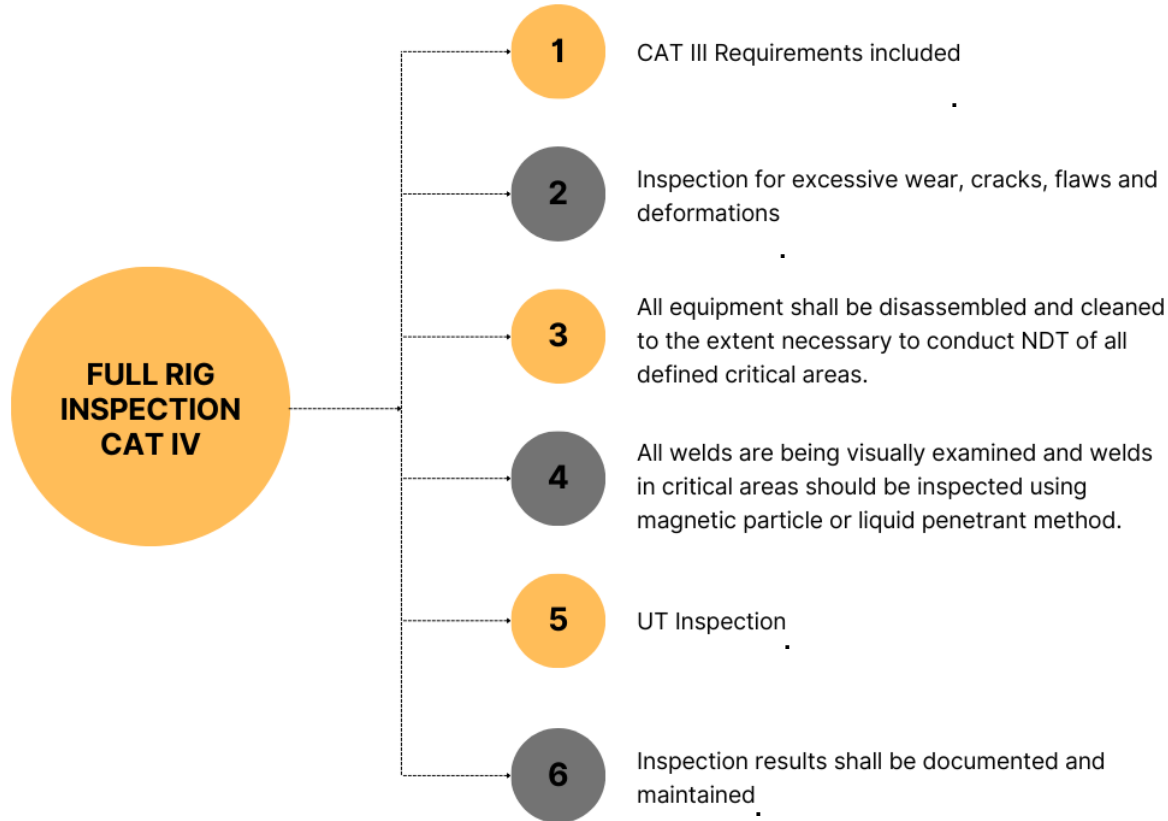 FULL RIG
INSPECTION
CAT IV
1
CAT III Requirements included
.
2
Inspection for excessive wear, cracks, flaws and
deformations
.
3
All equipment shall be disassembled and cleaned
to the extent necessary to conduct NDT of all
defined critical areas.
4
All welds are being visually examined and welds
in critical areas should be inspected using
magnetic particle or liquid penetrant method.
5
UT Inspection
.
6
Inspection results shall be documented and
maintained
.